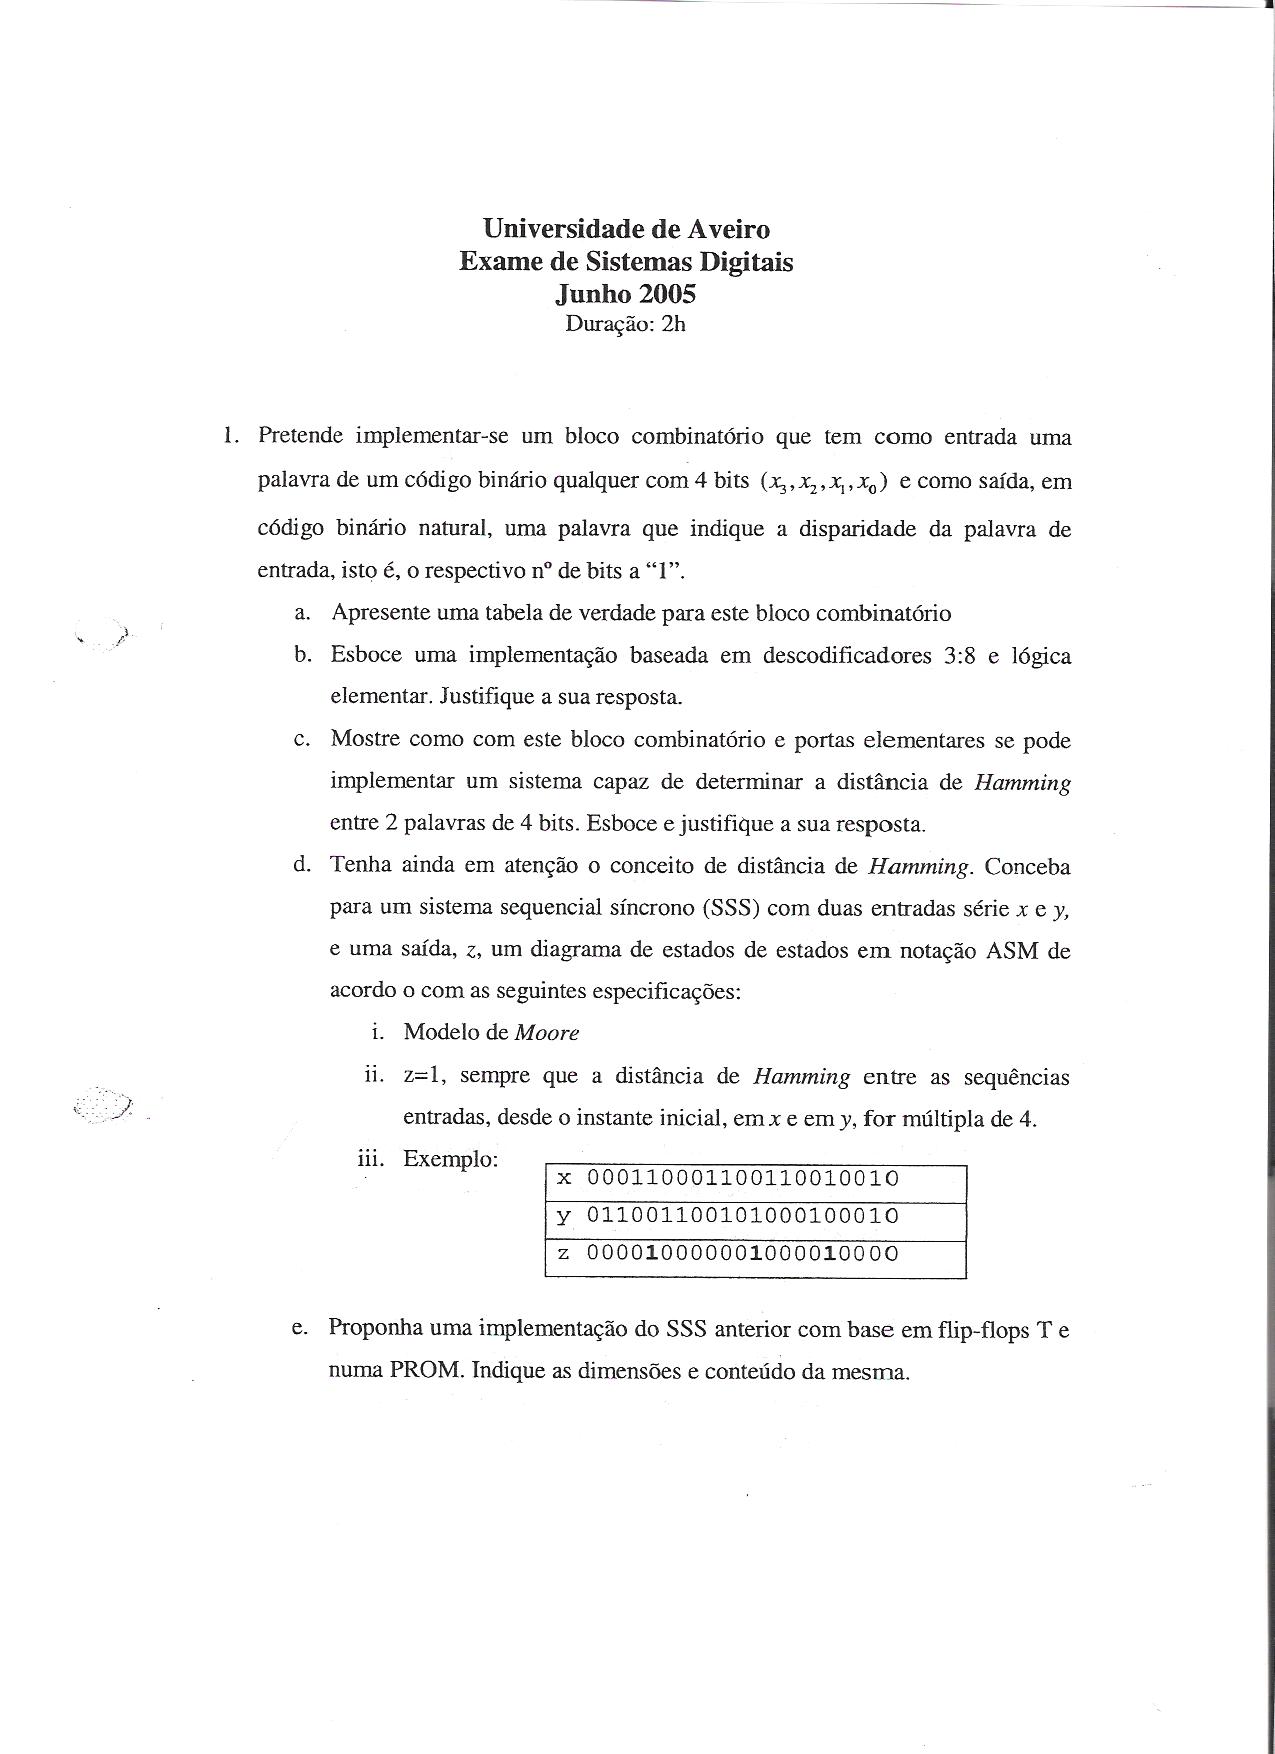 Universidade de Aveiro
Exame de Sistemas Digitais
Junho 2005
Duração: 2h
1. Pretende implementar-se um bloco combinatório que tem como entrada uma
palavra de um código binário qualquer com 4 bits (x₃,x₂,x₁,x₀) e como saída, em
código binário natural, uma palavra que indique a disparidade da palavra de
entrada, isto é, o respectivo nº de bits a “1”.
a. Apresente uma tabela de verdade para este bloco combinatório
b. Esboce uma implementação baseada em descodificadores 3:8 e lógica
elementar. Justifique a sua resposta.
c. Mostre como com este bloco combinatório e portas elementares se pode
implementar um sistema capaz de determinar a distância de Hamming
entre 2 palavras de 4 bits. Esboce e justifique a sua resposta.
d. Tenha ainda em atenção o conceito de distância de Hamming. Conceba
para um sistema sequencial síncrono (SSS) com duas entradas série x e y,
e uma saída, z, um diagrama de estados de estados em notação ASM de
acordo o com as seguintes especificações:
i. Modelo de Moore
ii. z=1, sempre que a distância de Hamming entre as sequências
entradas, desde o instante inicial, em x e em y, for múltipla de 4.
iii. Exemplo:
x 000110001100110010010
y 01100110010100010001​0
z 000010000001000010000
e. Proponha uma implementação do SSS anterior com base em flip-flops T e
numa PROM. Indique as dimensões e conteúdo da mesma.